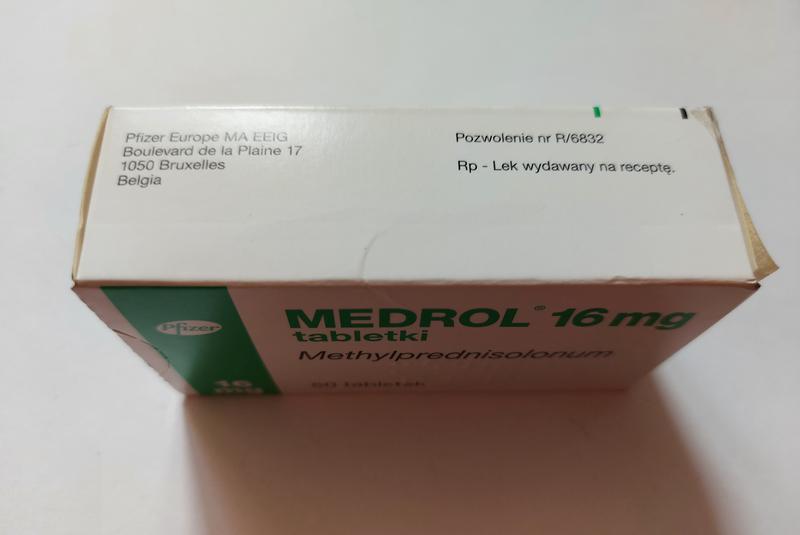 Pfizer Europe MA EEIG
Boulevard de la Plaine 17
1050 Bruxelles
Belgia
Pozwolenie nr R/6832
Rp - Lek wydawany na receptę.
Pfizer
MEDROL® 16 mg
tabletki
Methylprednisolonum
60 tabletek
16
mg